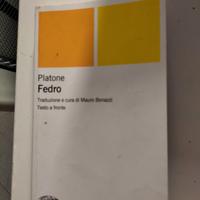 Platone
Fedro
Traduzione e cura di Mauro Bonazzi
Testo a fronte